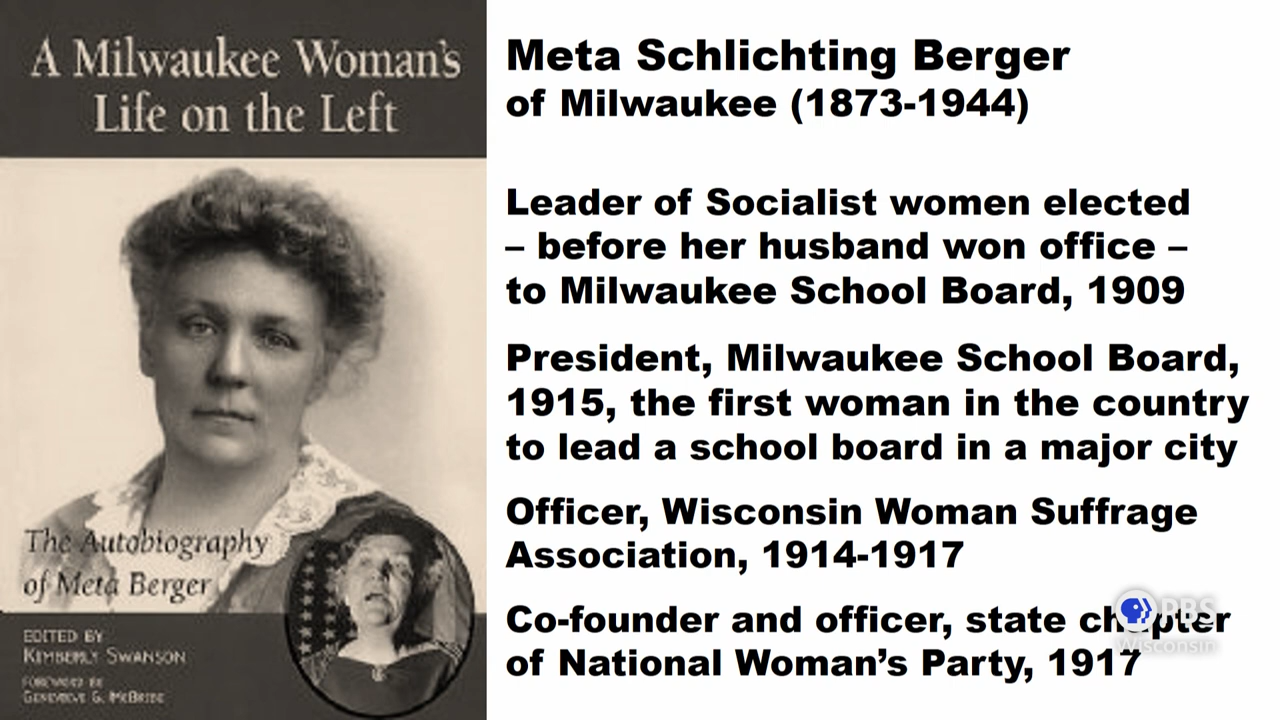 A Milwaukee Woman's
Life on the Left
The Autobiography
of Meta Berger
EDITED BY
KIMBERLY SWANSON
FOREWORD BY
GENEVIEVE G. MCBRIDE
Meta Schlichting Berger
of Milwaukee (1873-1944)
Leader of Socialist women elected
– before her husband won office –
to Milwaukee School Board, 1909
President, Milwaukee School Board,
1915, the first woman in the country
to lead a school board in a major city
Officer, Wisconsin Woman Suffrage
Association, 1914-1917
Co-founder and officer, state chapter
of National Woman’s Party, 1917
PBS
Wisconsin